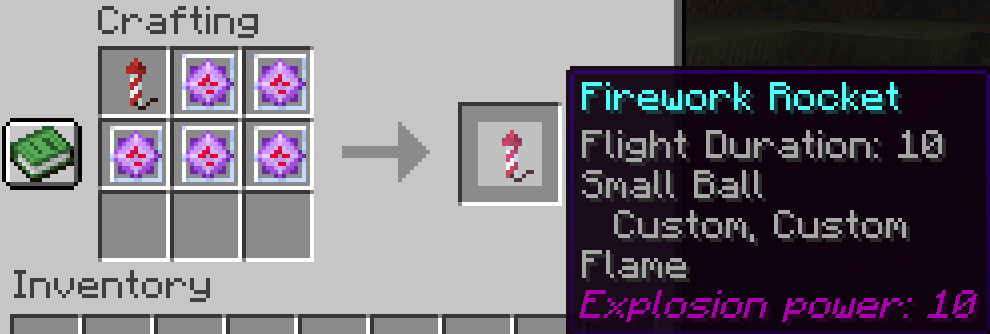 Crafting
Firework Rocket
Flight Duration: 10
Small Ball
Custom, Custom
Flame
Explosion power: 10
Inventory